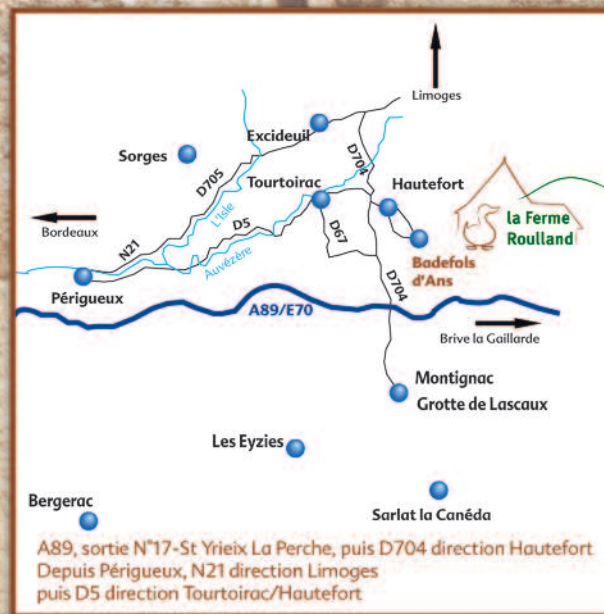 Limoges
Excideuil
Sorges
D705
D704
Tourtoirac
Hautefort
la Ferme
Roulland
L'Isle
Bordeaux
N21
D5
D67
Auvézère
Badefols
d'Ans
Périgueux
D704
A89/E70
Brive la Gaillarde
Montignac
Grotte de Lascaux
Les Eyzies
Bergerac
Sarlat la Canéda
A89, sortie N°17-St Yrieix La Perche, puis D704 direction Hautefort
Depuis Périgueux, N21 direction Limoges
puis D5 direction Tourtoirac/Hautefort